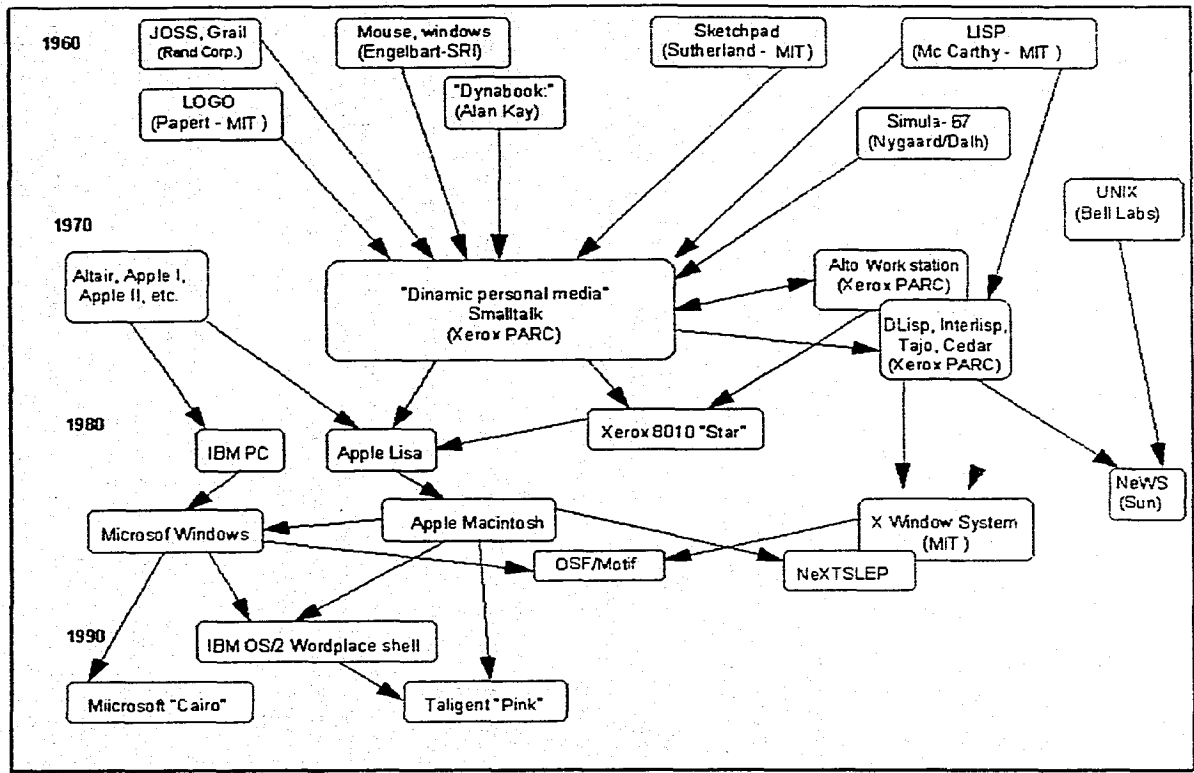 1960
JOSS, Grail
(Rand Corp.)
Mouse, windows
(Engelbart-SRI)
Sketchpad
(Sutherland - MIT)
LISP
(Mc Carthy - MIT )
LOGO
(Papert - MIT )
"Dynabook:"
(Alan Kay)
Simula- 67
(Nygaard/Dalh)
UNIX
(Bell Labs)
1970
Altair, Apple I,
Apple II, etc.
"Dinamic personal media"
Smalltalk
(Xerox PARC)
Alto Work station
(Xerox PARC)
DLisp, Interlisp,
Tajo, Cedar
(Xerox PARC)
1980
IBM PC
Apple Lisa
Xerox 8010 "Star"
NeWS
(Sun)
Microsof Windows
Apple Macintosh
X Window System
(MIT )
OSF/Motif
NeXTSLEP
1990
IBM OS/2 Wordplace shell
Miicrosoft "Cairo"
Taligent "Pink"